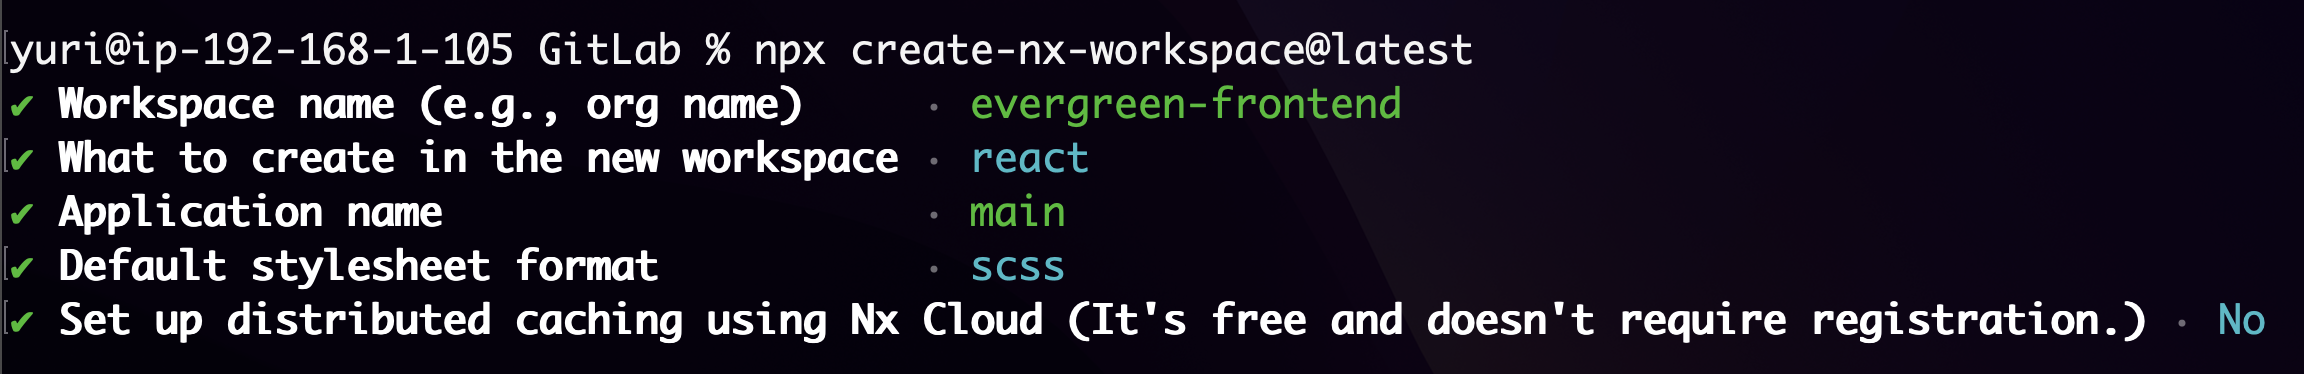 yuri@ip-192-168-1-105 GitLab % npx create-nx-workspace@latest
✔ Workspace name (e.g., org name) · evergreen-frontend
✔ What to create in the new workspace · react
✔ Application name · main
✔ Default stylesheet format · scss
✔ Set up distributed caching using Nx Cloud (It's free and doesn't require registration.) · No